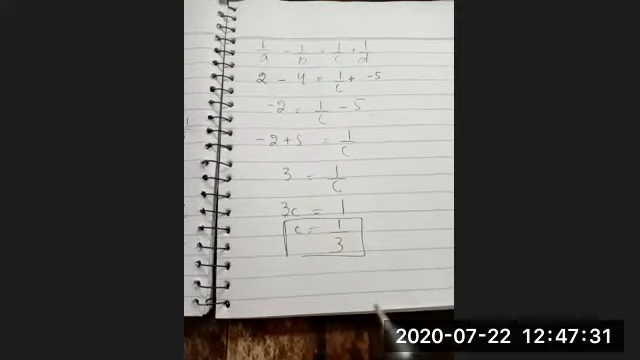 1/a - 1/b = 1/c + 1/d
2 - 4 = 1/c + -5
-2 = 1/c - 5
-2 + 5 = 1/c
3 = 1/c
3c = 1
c = 1/3
2020-07-22 12:47:31